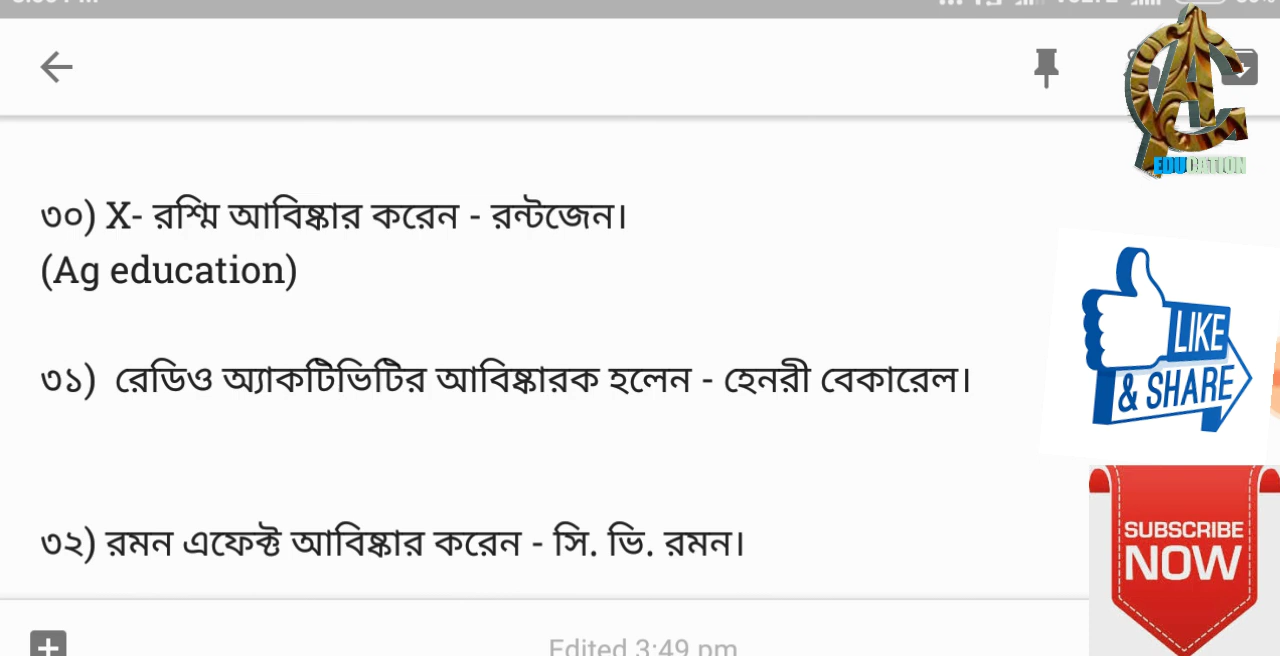 ৩০) X- রশ্মি আবিষ্কার করেন - রন্টজেন।
(Ag education)
৩১) রেডিও অ্যাকটিভিটির আবিষ্কারক হলেন - হেনরী বেকারেল।
৩২) রমন এফেক্ট আবিষ্কার করেন - সি. ভি. রমন।
Edited 3:49 pm
EDUCATION
LIKE
& SHARE
SUBSCRIBE
NOW